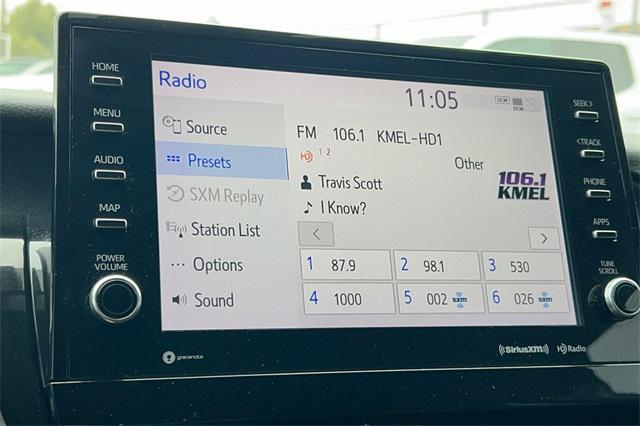 HOME
MENU
AUDIO
MAP
POWER
VOLUME
Radio
11:05
DCM
DCM
Source
Presets
SXM Replay
Station List
Options
Sound
FM 106.1 KMEL-HD1
HD 1 2
Other
Travis Scott
I Know?
106.1
KMEL
1 87.9
2 98.1
3 530
4 1000
5 002 SXM
6 026 SXM
SEEK>
<TRACK
PHONE
APPS
TUNE
SCROLL
gracenote
SiriusXM
HD Radio